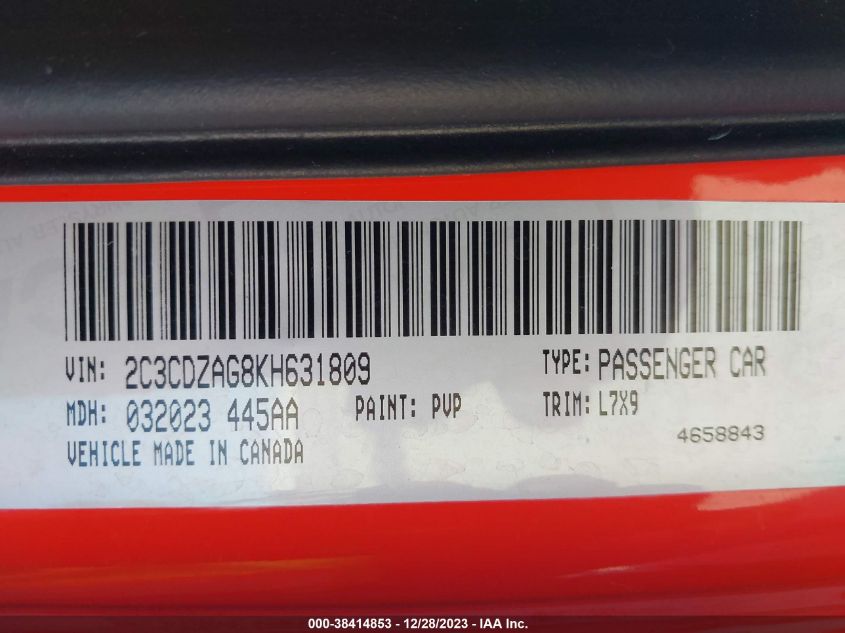 VIN: 2C3CDZAG8KH631809 TYPE: PASSENGER CAR
MDH: 032023 445AA PAINT: PVP TRIM: L7X9
4658843
VEHICLE MADE IN CANADA
000-38414853 - 12/28/2023 - IAA Inc.